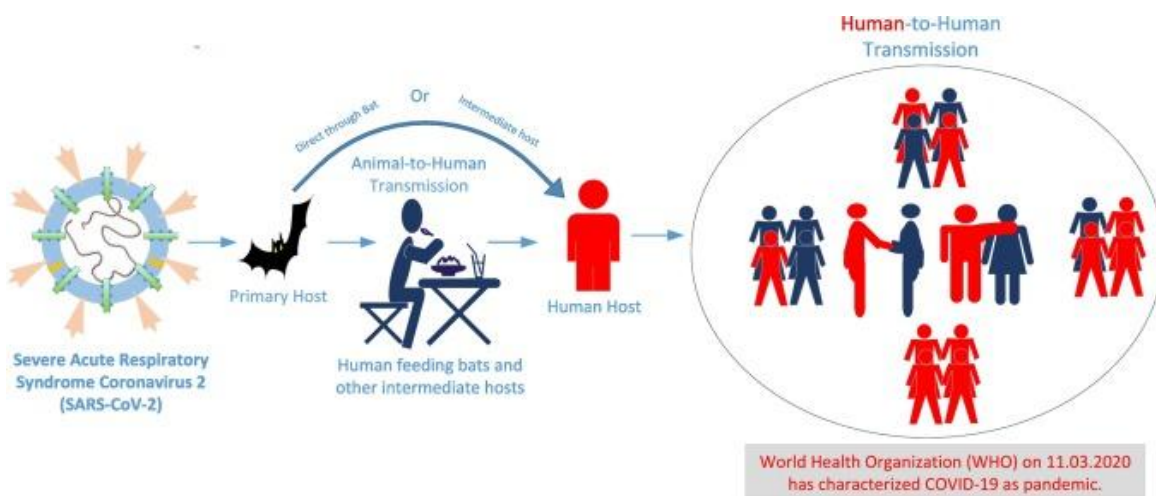 Human-to-Human
Transmission
Or
Direct through Bat
Intermediate host
Animal-to-Human
Transmission
Primary Host
Human Host
Severe Acute Respiratory
Syndrome Coronavirus 2
(SARS-CoV-2)
Human feeding bats and
other intermediate hosts
World Health Organization (WHO) on 11.03.2020
has characterized COVID-19 as pandemic.